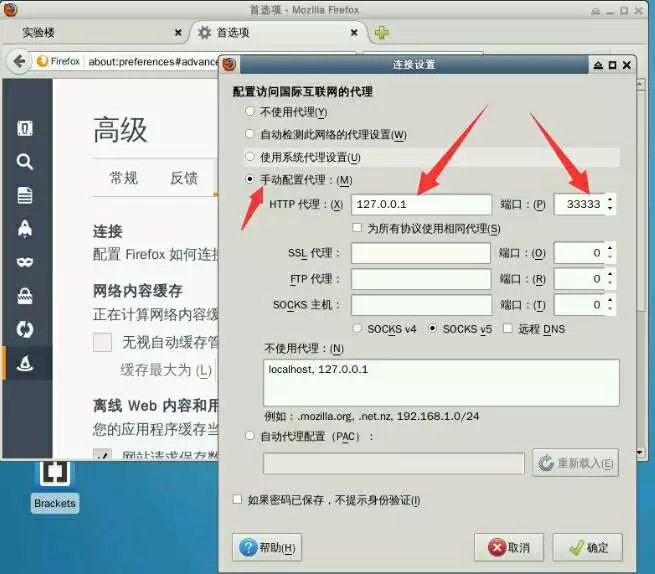 首选项 - Mozilla Firefox
实验楼
首选项
Firefox
about:preferences#advance
连接设置
高级
常规 反馈
连接
配置 Firefox 如何连接
网络内容缓存
正在计算网络内容缓
无视自动缓存管
缓存最大为 (L)
离线 Web 内容和用
您的应用程序缓存当
网站请求保存数
Brackets
配置访问国际互联网的代理
不使用代理(Y)
自动检测此网络的代理设置(W)
使用系统代理设置(U)
手动配置代理：(M)
HTTP 代理：(X) 127.0.0.1 端口：(P) 33333
为所有协议使用相同代理(S)
SSL 代理： 端口：(O) 0
FTP 代理： 端口：(R) 0
SOCKS 主机： 端口：(T) 0
SOCKS v4 SOCKS v5 远程 DNS
不使用代理：(N)
localhost, 127.0.0.1
例如：.mozilla.org, .net.nz, 192.168.1.0/24
自动代理配置（PAC）：
重新载入(E)
如果密码已保存，不提示身份验证(I)
帮助(H) 取消 确定